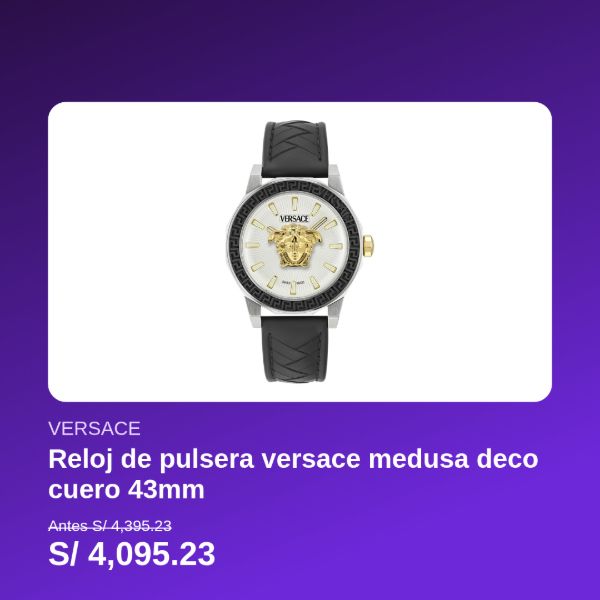 VERSACE
VERSACE
Reloj de pulsera versace medusa deco
cuero 43mm
Antes S/ 4,395.23
S/ 4,095.23